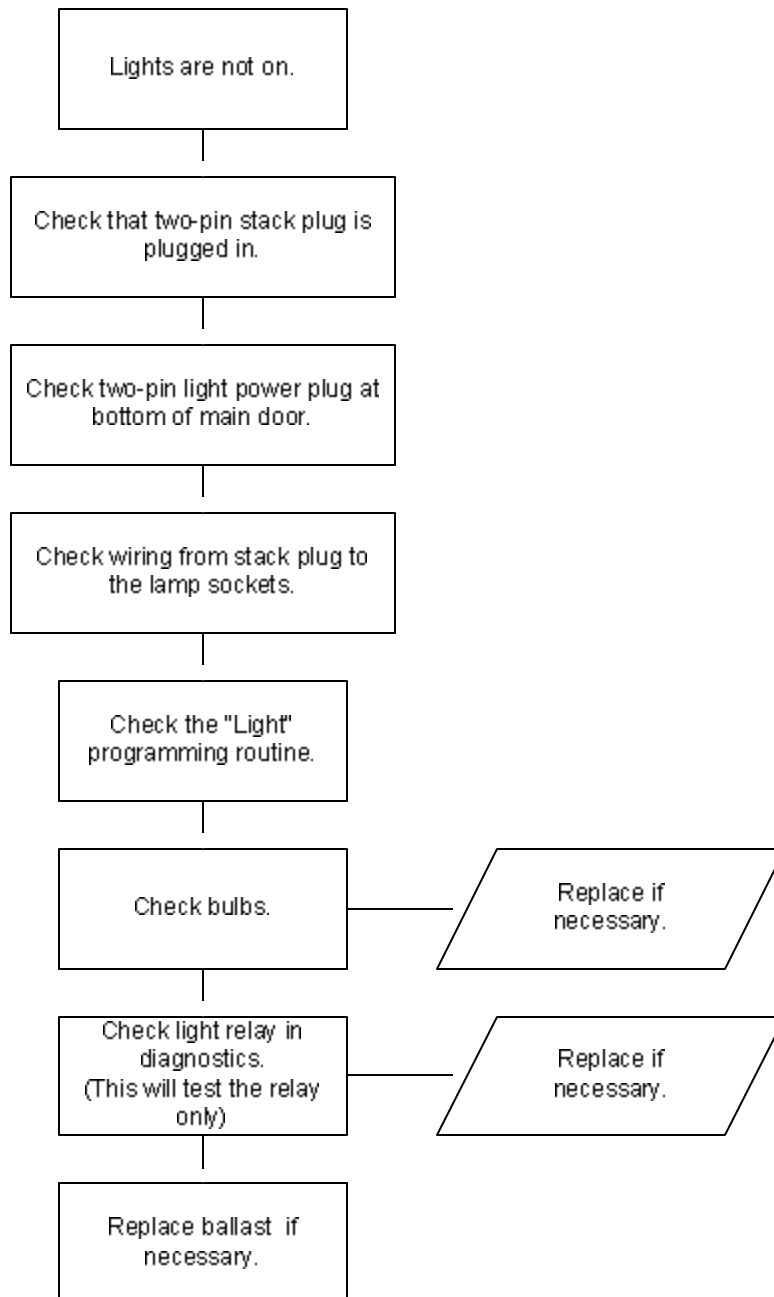 Lights are not on.
Check that two-pin stack plug is
plugged in.
Check two-pin light power plug at
bottom of main door.
Check wiring from stack plug to
the lamp sockets.
Check the "Light"
programming routine.
Check bulbs.
Replace if
necessary.
Check light relay in
diagnostics.
(This will test the relay
only)
Replace if
necessary.
Replace ballast if
necessary.